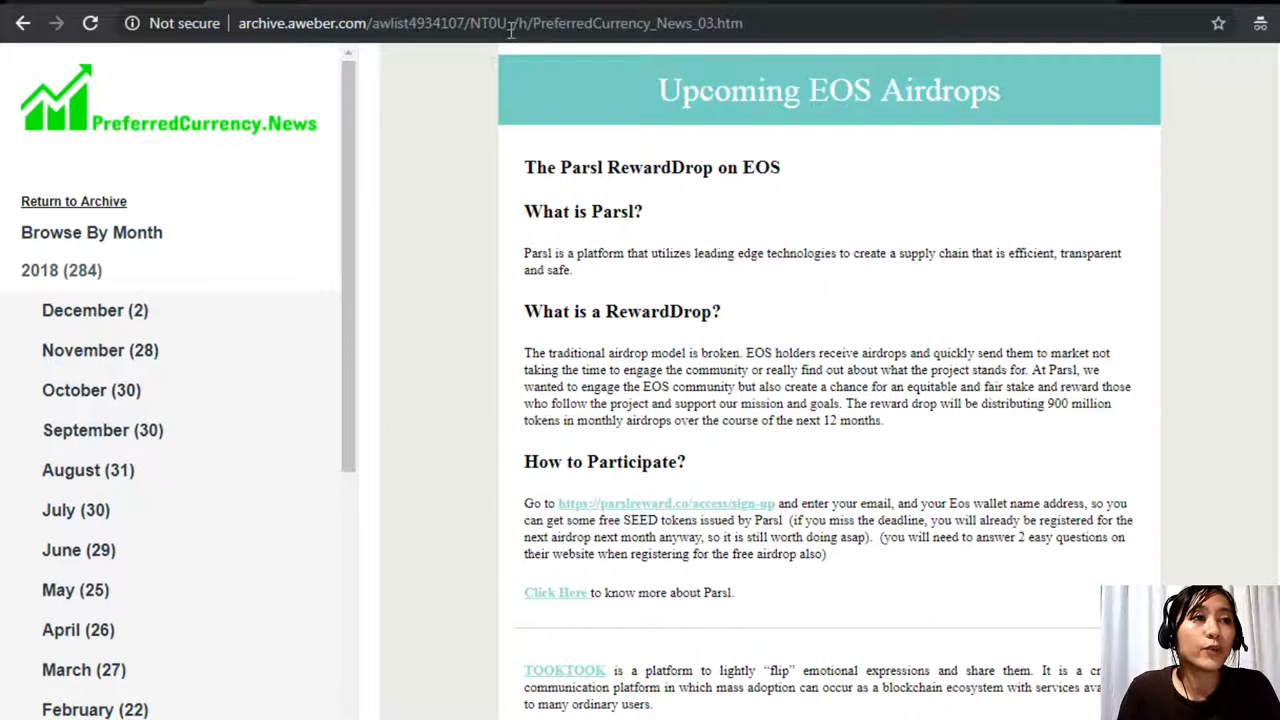 Not secure
archive.aweber.com/awlist4934107/NT0U_/h/PreferredCurrency_News_03.htm
PreferredCurrency.News
Return to Archive
Browse By Month
2018 (284)
December (2)
November (28)
October (30)
September (30)
August (31)
July (30)
June (29)
May (25)
April (26)
March (27)
February (22)
Upcoming EOS Airdrops
The Parsl RewardDrop on EOS
What is Parsl?
Parsl is a platform that utilizes leading edge technologies to create a supply chain that is efficient, transparent
and safe.
What is a RewardDrop?
The traditional airdrop model is broken. EOS holders receive airdrops and quickly send them to market not
taking the time to engage the community or really find out about what the project stands for. At Parsl, we
wanted to engage the EOS community but also create a chance for an equitable and fair stake and reward those
who follow the project and support our mission and goals. The reward drop will be distributing 900 million
tokens in monthly airdrops over the course of the next 12 months.
How to Participate?
Go to https://parslreward.co/access/sign-up and enter your email, and your Eos wallet name address, so you
can get some free SEED tokens issued by Parsl (if you miss the deadline, you will already be registered for the
next airdrop next month anyway, so it is still worth doing asap). (you will need to answer 2 easy questions on
their website when registering for the free airdrop also)
Click Here to know more about Parsl.
TOOKTOOK is a platform to lightly “flip” emotional expressions and share them. It is a
communication platform in which mass adoption can occur as a blockchain ecosystem with services
to many ordinary users.